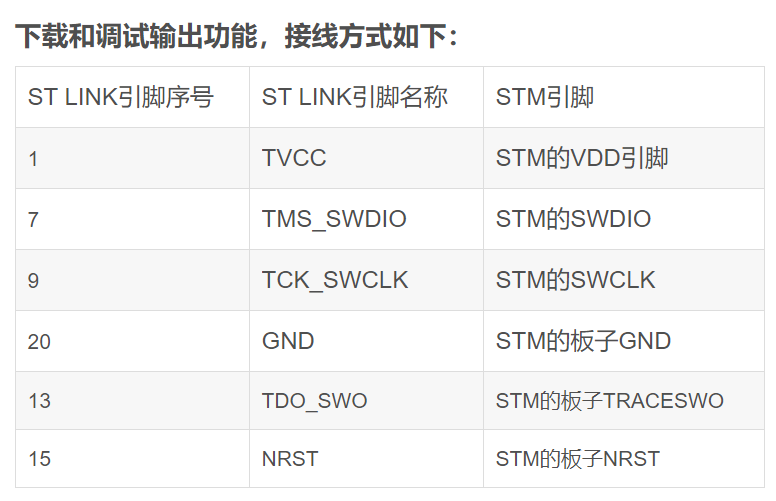 下载和调试输出功能，接线方式如下：
ST LINK引脚序号 ST LINK引脚名称 STM引脚
1 TVCC STM的VDD引脚
7 TMS_SWDIO STM的SWDIO
9 TCK_SWCLK STM的SWCLK
20 GND STM的板子GND
13 TDO_SWO STM的板子TRACESWO
15 NRST STM的板子NRST